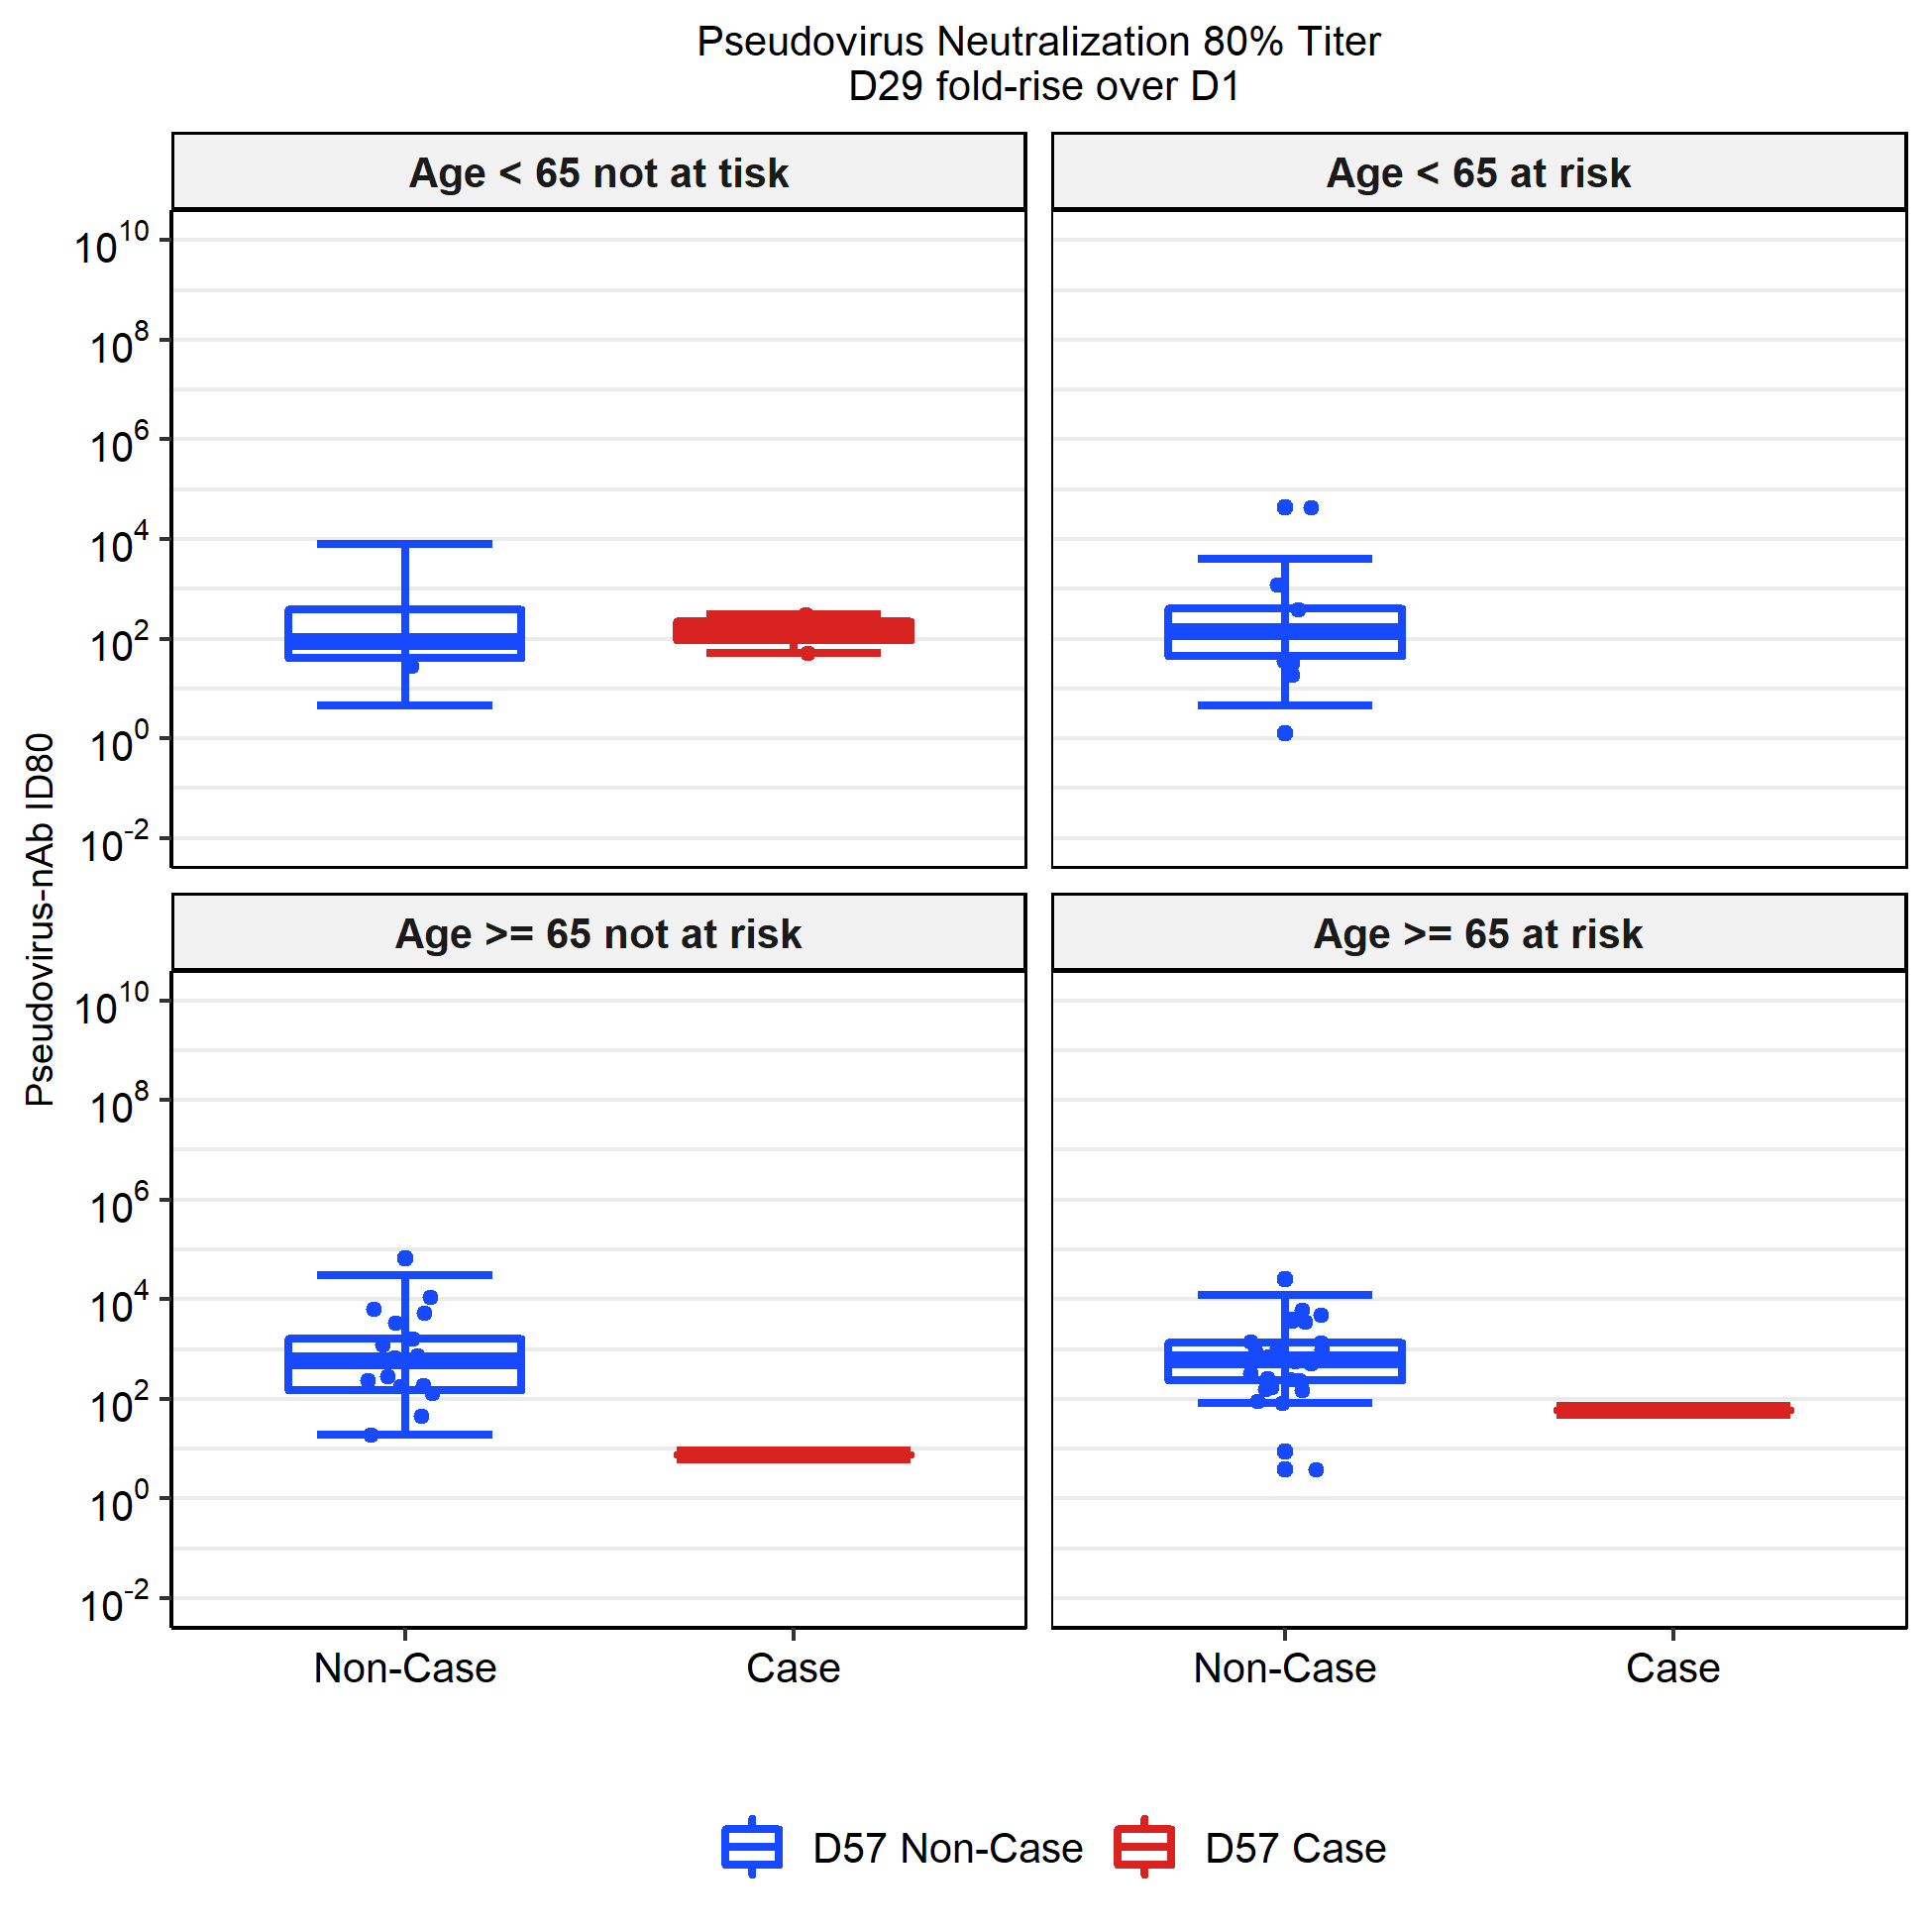 Pseudovirus Neutralization 80% Titer
D29 fold-rise over D1
Age < 65 not at tisk
Age < 65 at risk
10^10
10^8
10^6
10^4
10^2
10^0
10^-2
Pseudovirus-nAb ID80
Age >= 65 not at risk
Age >= 65 at risk
10^10
10^8
10^6
10^4
10^2
10^0
10^-2
Non-Case
Case
Non-Case
Case
D57 Non-Case
D57 Case